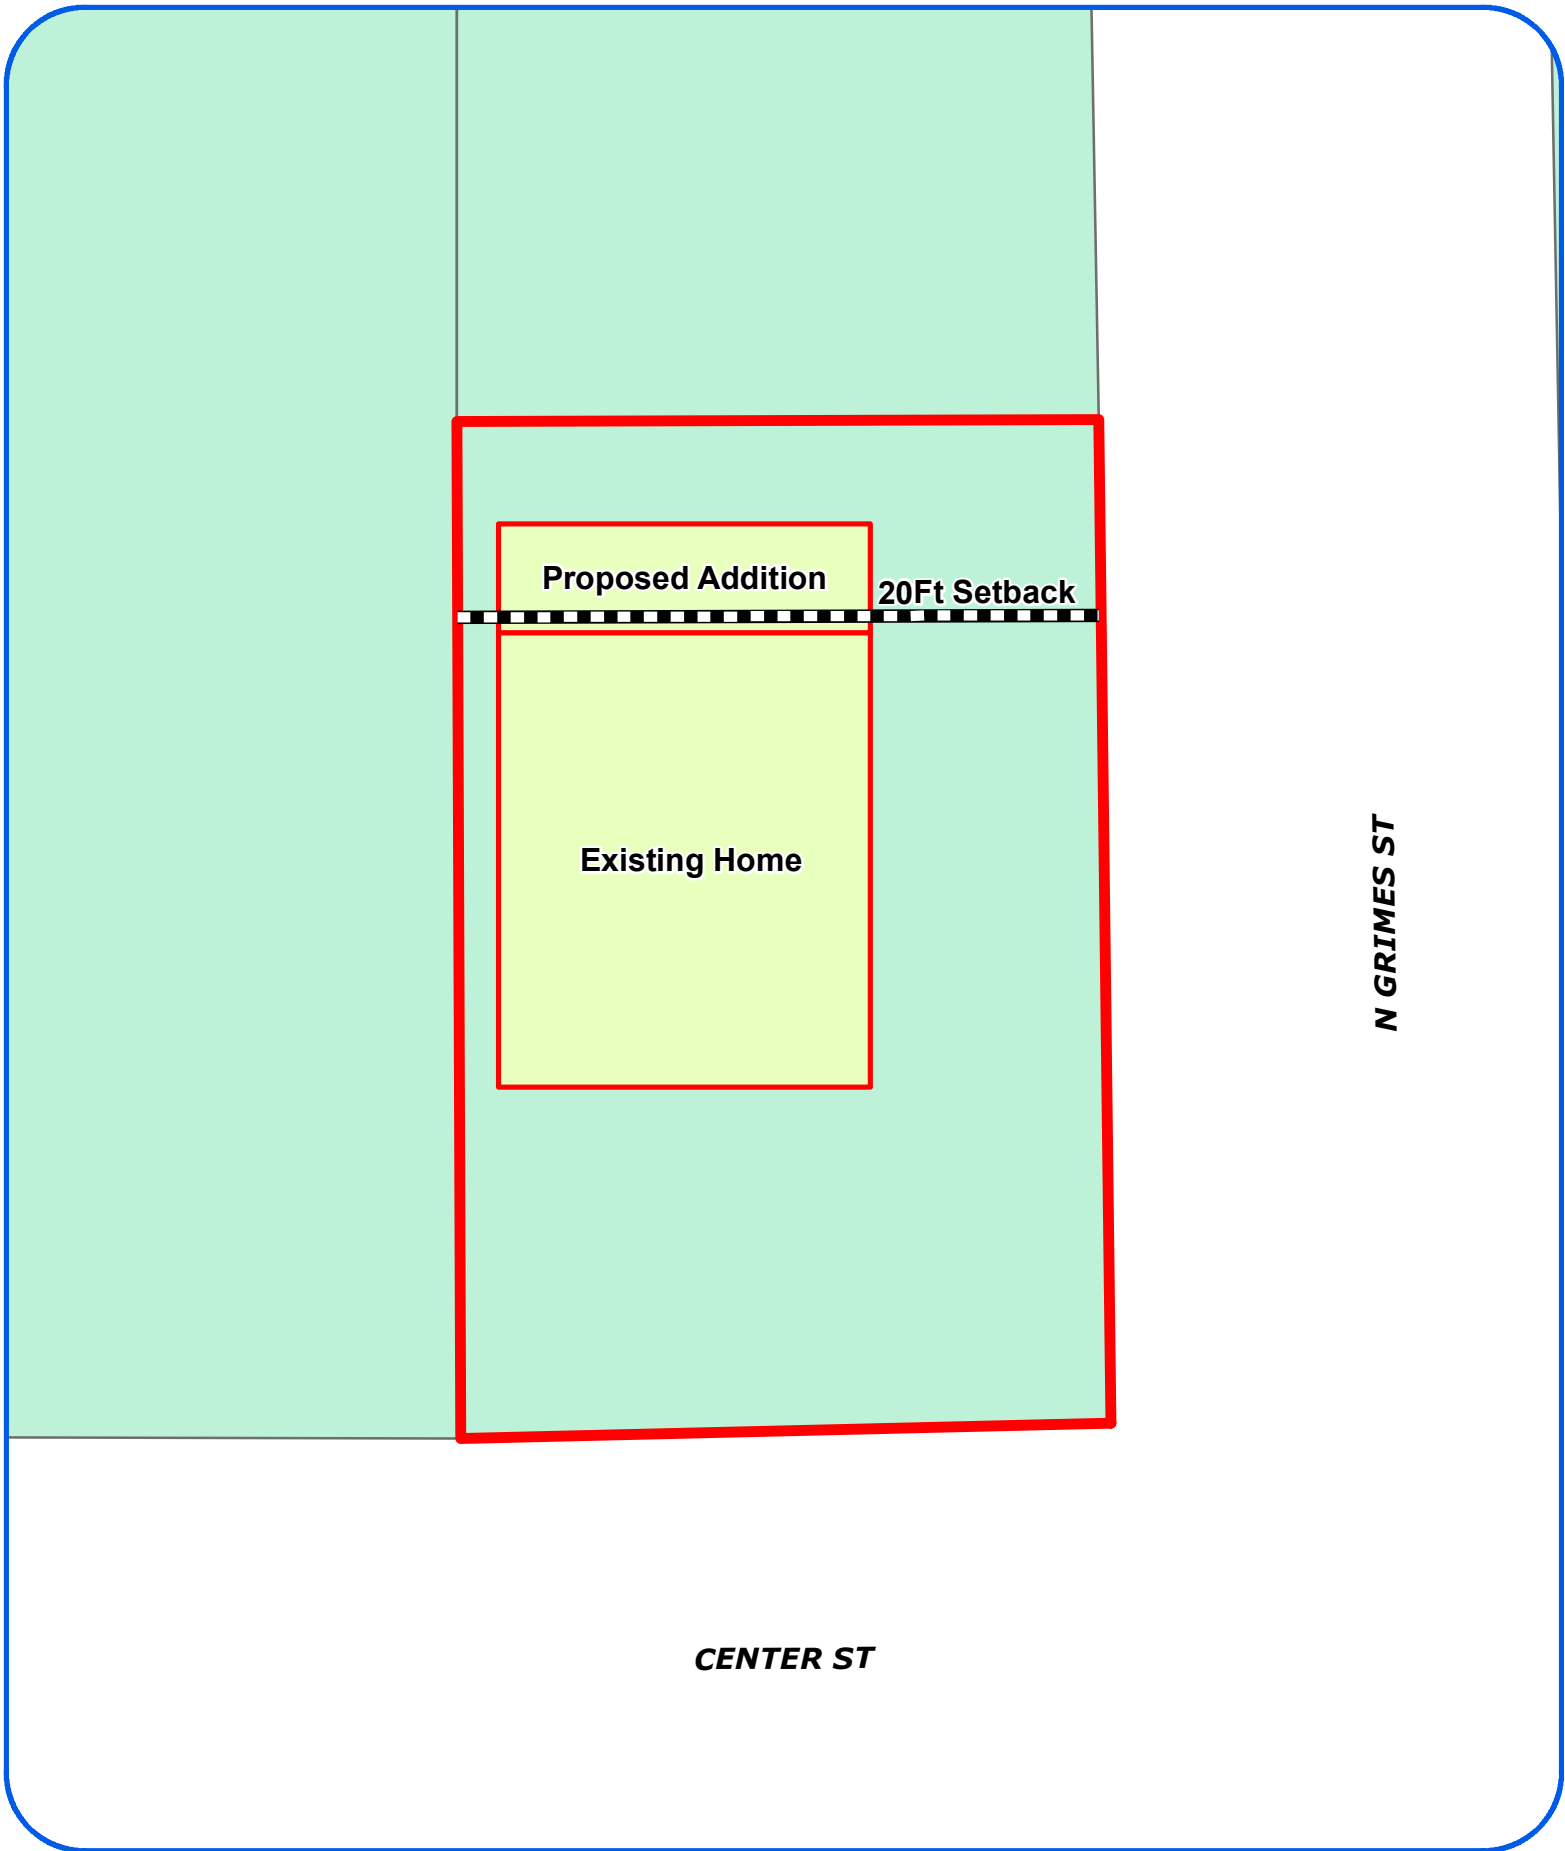 Proposed Addition
20Ft Setback
Existing Home
N GRIMES ST
CENTER ST